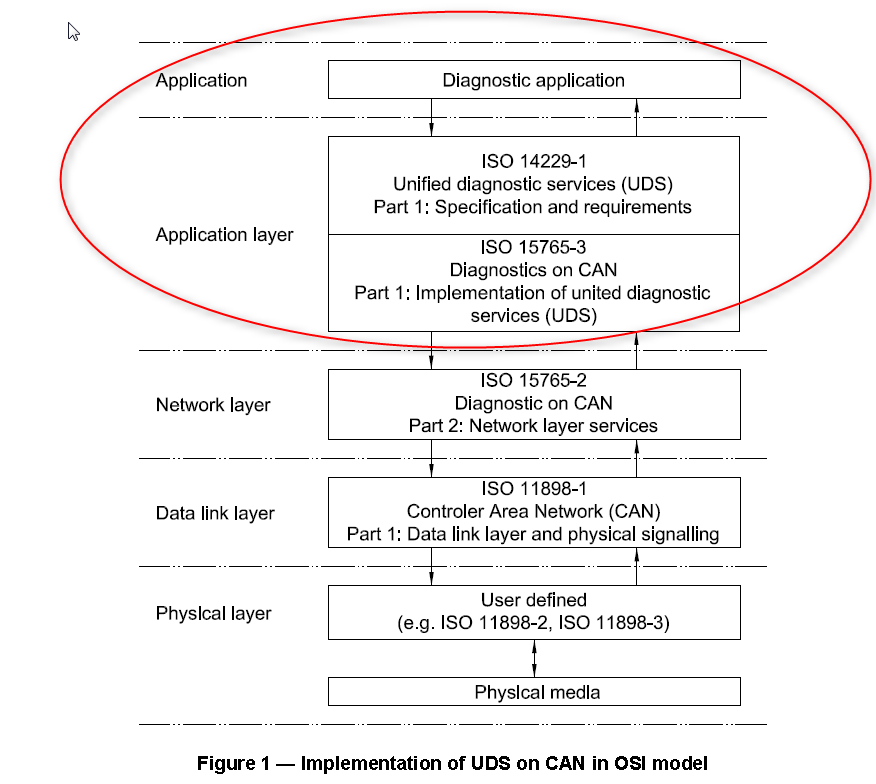 Application
Diagnostic application
ISO 14229-1
Unified diagnostic services (UDS)
Part 1: Specification and requirements
Application layer
ISO 15765-3
Diagnostics on CAN
Part 1: Implementation of united diagnostic
services (UDS)
ISO 15765-2
Network layer
Diagnostic on CAN
Part 2: Network layer services
ISO 11898-1
Data link layer
Controler Area Network (CAN)
Part 1: Data link layer and physical signalling
Physical layer
User defined
(e.g. ISO 11898-2, ISO 11898-3)
Physical media
Figure 1 — Implementation of UDS on CAN in OSI model